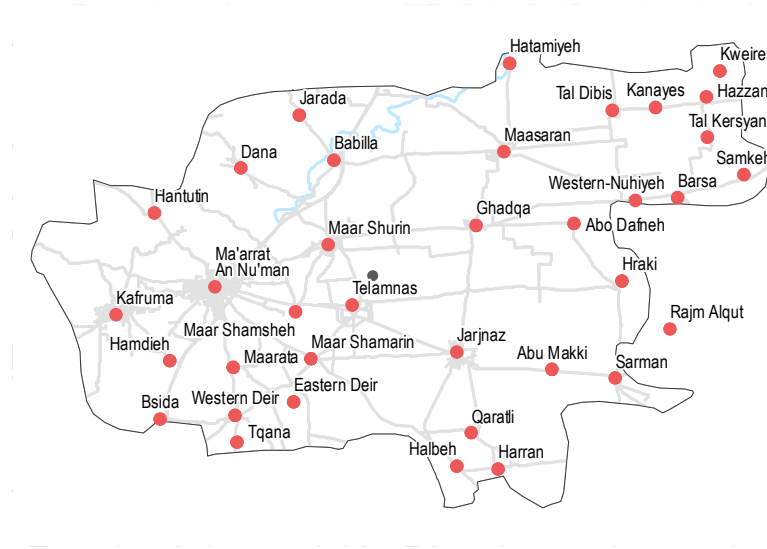 Hatamiyeh
Kweires
Tal Dibis
Kanayes
Hazzan
Jarada
Tal Kersyan
Babilla
Maasaran
Dana
Samkeh
Western-Nuhiyeh
Barsa
Hantutin
Ghadqa
Maar Shurin
Abo Dafneh
Ma'arrat
An Nu'man
Hraki
Telamnas
Kafruma
Rajm Alqut
Maar Shamsheh
Maar Shamarin
Jarjnaz
Hamdieh
Maarata
Abu Makki
Sarman
Eastern Deir
Western Deir
Bsida
Qaratli
Tqana
Halbeh
Harran